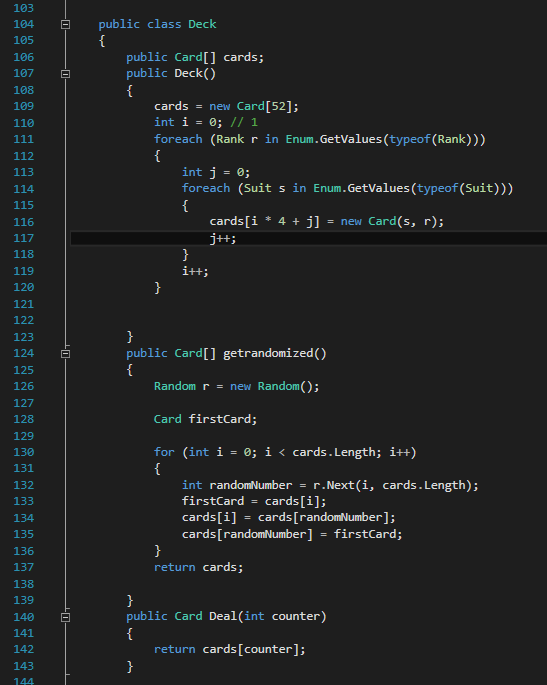 103
104 public class Deck
105 {
106 public Card[] cards;
107 public Deck()
108 {
109 cards = new Card[52];
110 int i = 0; // 1
111 foreach (Rank r in Enum.GetValues(typeof(Rank)))
112 {
113 int j = 0;
114 foreach (Suit s in Enum.GetValues(typeof(Suit)))
115 {
116 cards[i * 4 + j] = new Card(s, r);
117 j++;
118 }
119 i++;
120 }
121
122
123 }
124 public Card[] getrandomized()
125 {
126 Random r = new Random();
127
128 Card firstCard;
129
130 for (int i = 0; i < cards.Length; i++)
131 {
132 int randomNumber = r.Next(i, cards.Length);
133 firstCard = cards[i];
134 cards[i] = cards[randomNumber];
135 cards[randomNumber] = firstCard;
136 }
137 return cards;
138
139 }
140 public Card Deal(int counter)
141 {
142 return cards[counter];
143 }
144